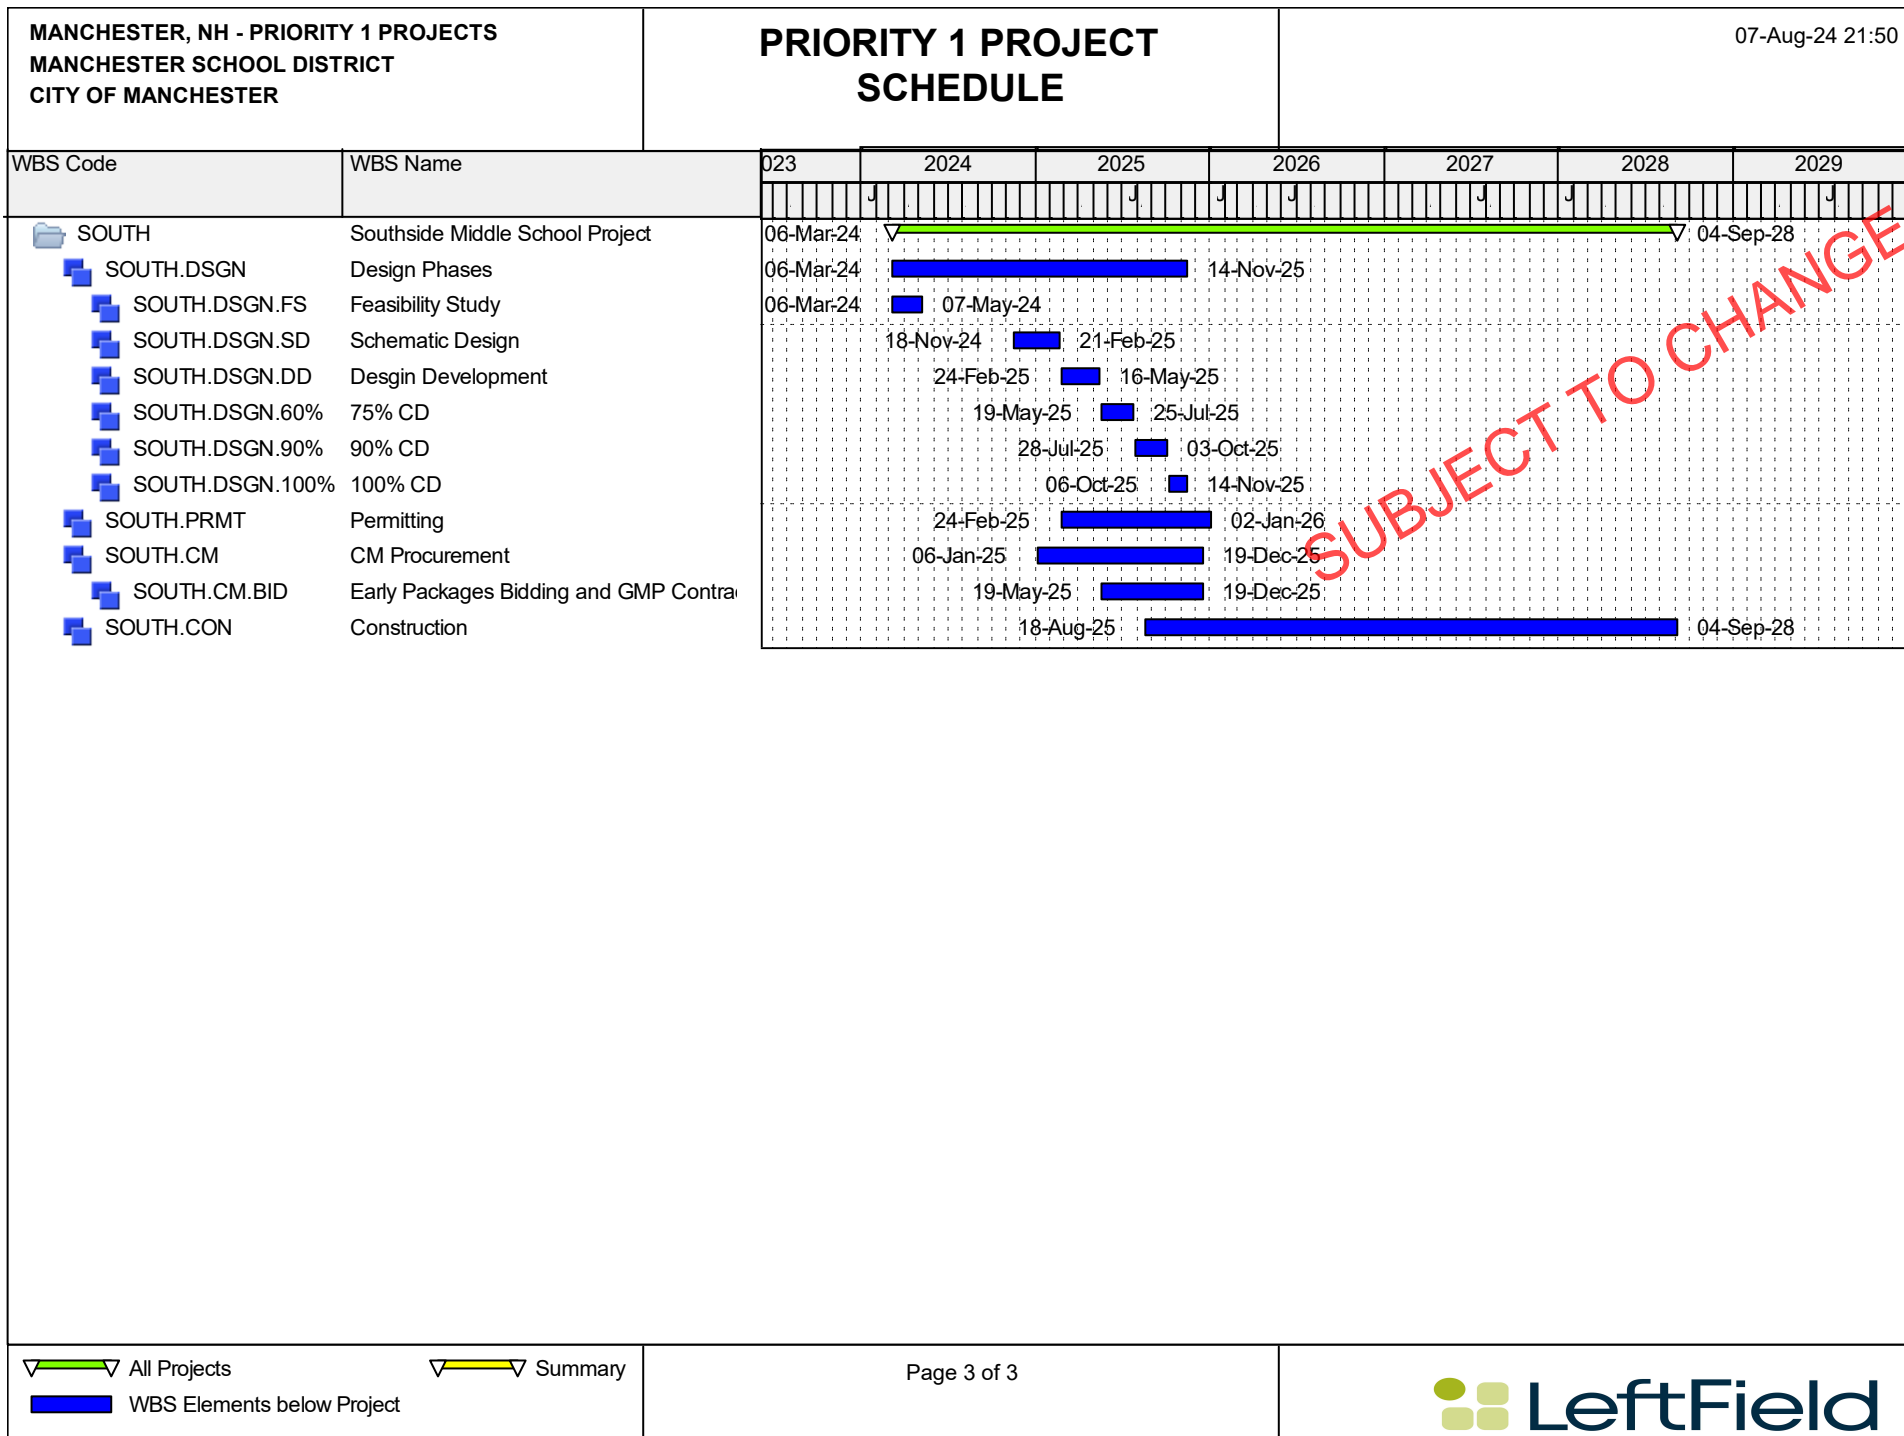 MANCHESTER, NH - PRIORITY 1 PROJECTS
MANCHESTER SCHOOL DISTRICT
CITY OF MANCHESTER
PRIORITY 1 PROJECT
SCHEDULE
07-Aug-24 21:50
WBS Code WBS Name 023 2024 2025 2026 2027 2028 2029
J J J J J J J
SOUTH Southside Middle School Project 06-Mar-24 04-Sep-28
SOUTH.DSGN Design Phases 06-Mar-24 14-Nov-25
SOUTH.DSGN.FS Feasibility Study 06-Mar-24 07-May-24
SOUTH.DSGN.SD Schematic Design 18-Nov-24 21-Feb-25
SOUTH.DSGN.DD Desgin Development 24-Feb-25 16-May-25
SOUTH.DSGN.60% 75% CD 19-May-25 25-Jul-25
SOUTH.DSGN.90% 90% CD 28-Jul-25 03-Oct-25
SOUTH.DSGN.100% 100% CD 06-Oct-25 14-Nov-25
SOUTH.PRMT Permitting 24-Feb-25 02-Jan-26
SOUTH.CM CM Procurement 06-Jan-25 19-Dec-25
SOUTH.CM.BID Early Packages Bidding and GMP Contra 19-May-25 19-Dec-25
SOUTH.CON Construction 18-Aug-25 04-Sep-28
SUBJECT TO CHANGE
All Projects Summary
WBS Elements below Project
Page 3 of 3
LeftField